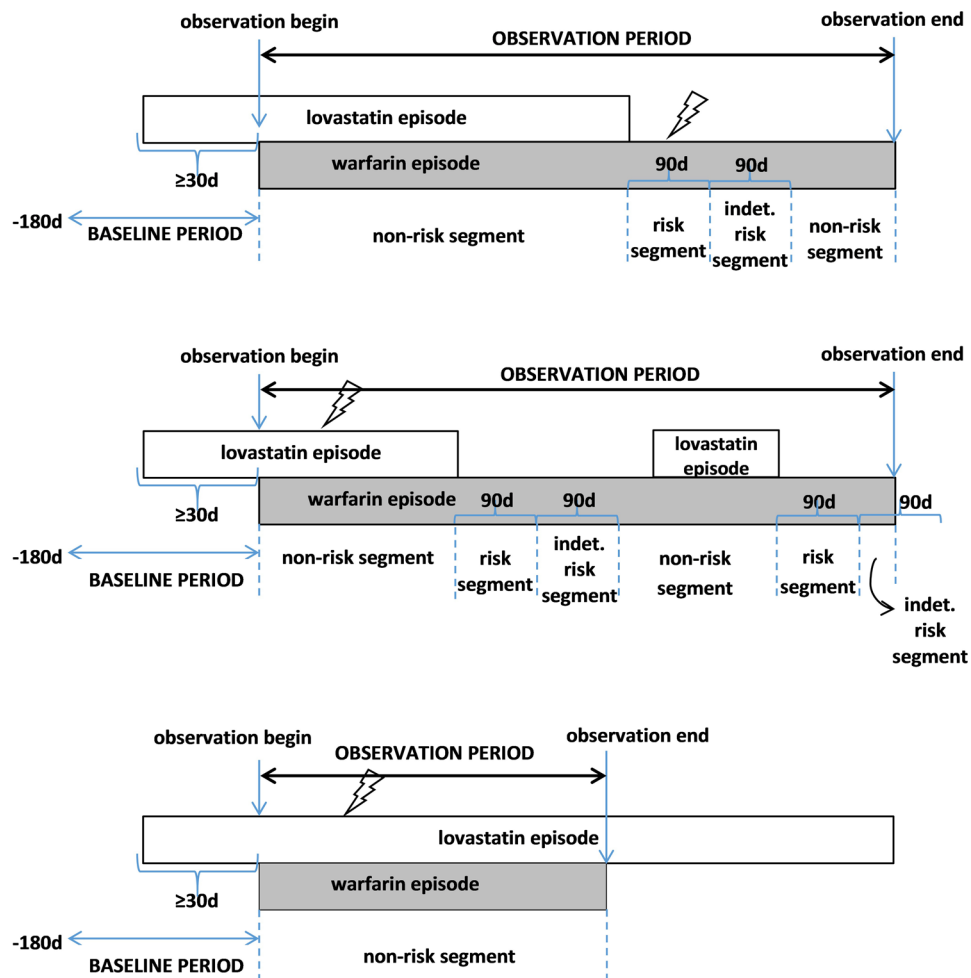 observation begin
observation end
OBSERVATION PERIOD
lovastatin episode
warfarin episode
90d
90d
≥30d
-180d
BASELINE PERIOD
non-risk segment
risk
segment
indet.
risk
segment
non-risk
segment
observation begin
observation end
OBSERVATION PERIOD
lovastatin episode
lovastatin
episode
warfarin episode
90d
90d
90d
90d
≥30d
-180d
BASELINE PERIOD
non-risk segment
risk
segment
indet.
risk
segment
non-risk
segment
risk
segment
indet.
risk
segment
observation begin
observation end
OBSERVATION PERIOD
lovastatin episode
warfarin episode
≥30d
-180d
BASELINE PERIOD
non-risk segment